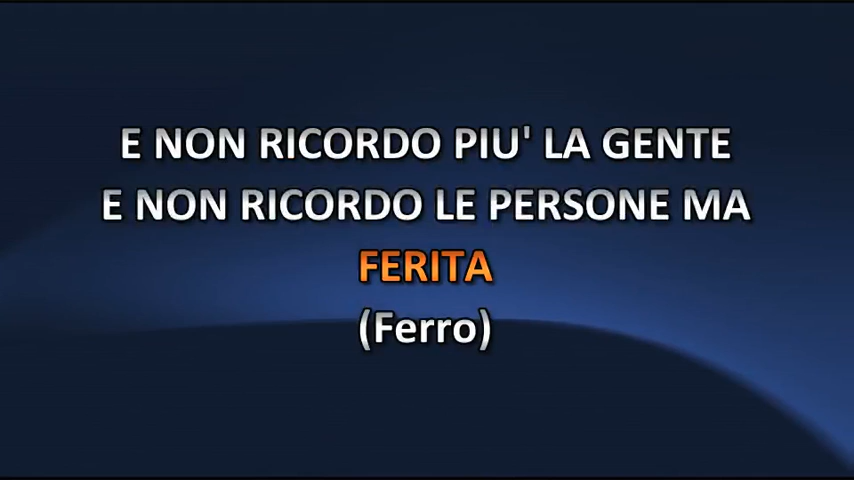 E NON RICORDO PIU' LA GENTE
E NON RICORDO LE PERSONE MA
FERITA
(Ferro)